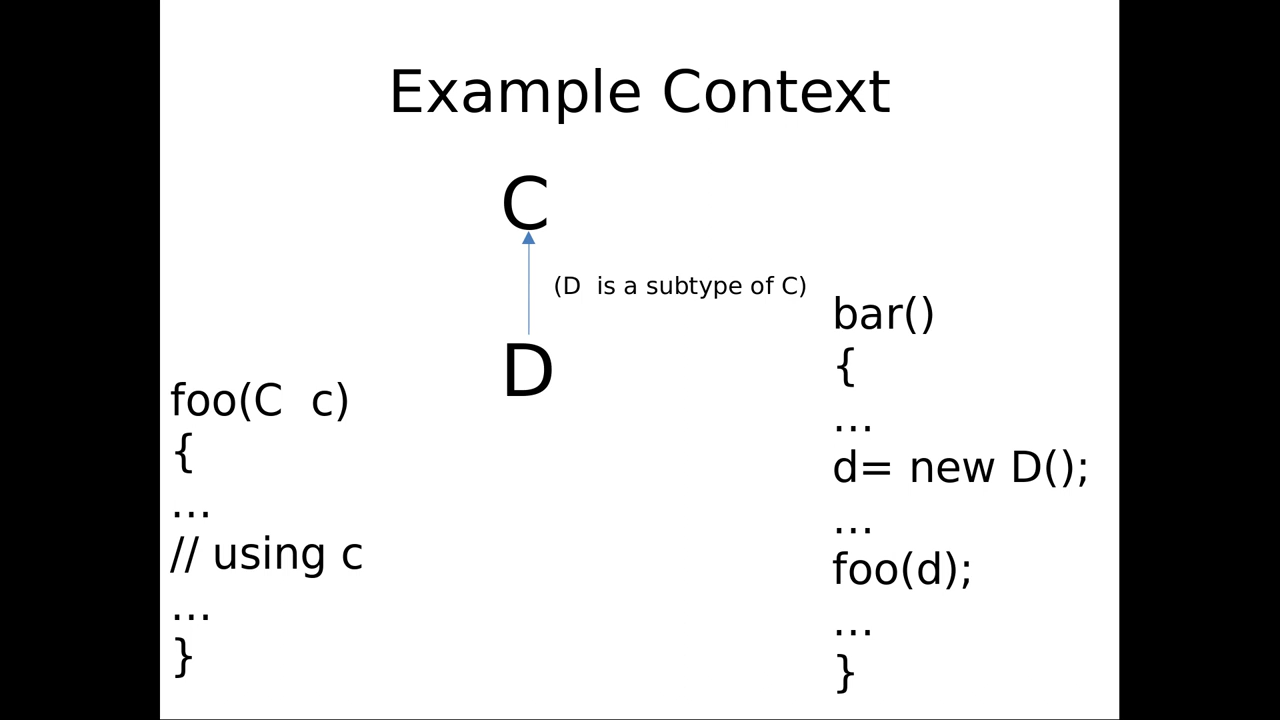 Example Context
C
(D  is a subtype of C)
D
foo(C  c)
{
…
// using c
…
}
bar()
{
…
d= new D();
…
foo(d);
…
}